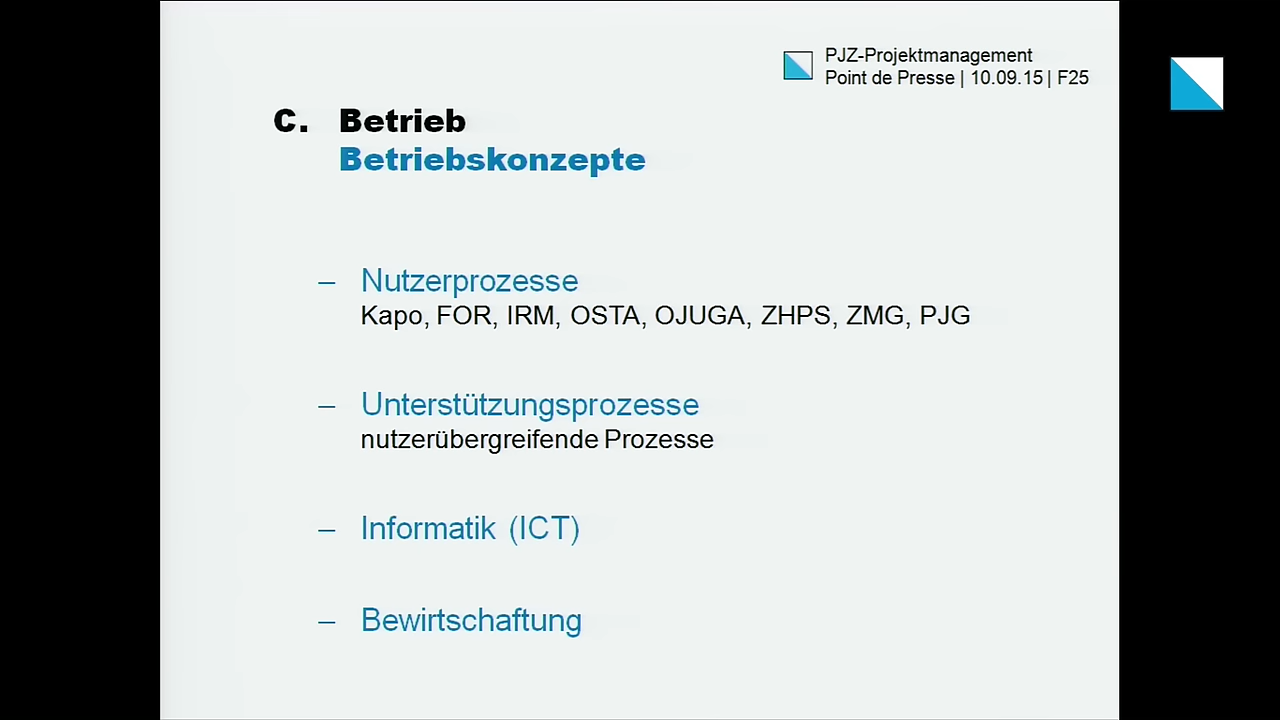 PJZ-Projektmanagement
Point de Presse | 10.09.15 | F25
C. Betrieb
Betriebskonzepte
– Nutzerprozesse
Kapo, FOR, IRM, OSTA, OJUGA, ZHPS, ZMG, PJG
– Unterstützungsprozesse
nutzerübergreifende Prozesse
– Informatik (ICT)
– Bewirtschaftung